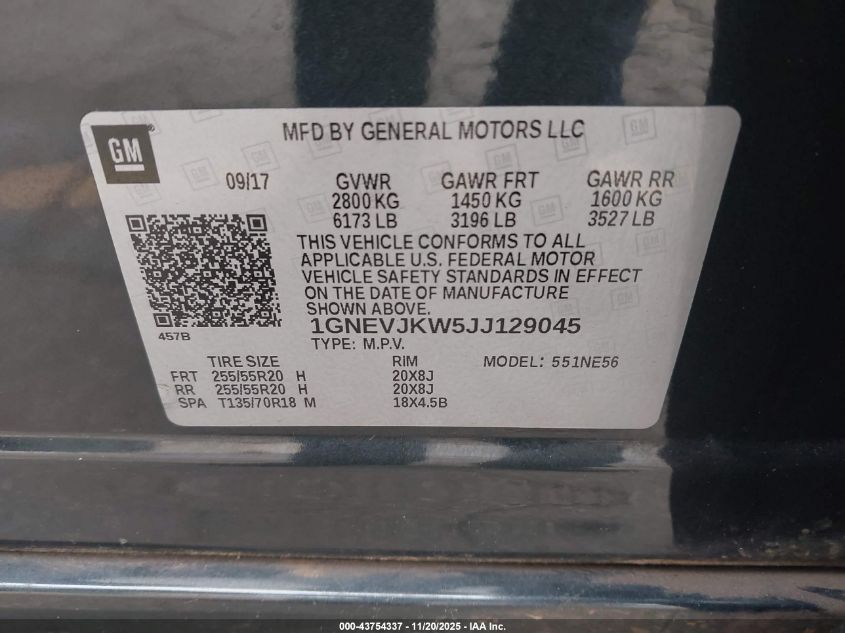 GM
MFD BY GENERAL MOTORS LLC
09/17 GVWR GAWR FRT GAWR RR
2800 KG 1450 KG 1600 KG
6173 LB 3196 LB 3527 LB
THIS VEHICLE CONFORMS TO ALL
APPLICABLE U.S. FEDERAL MOTOR
VEHICLE SAFETY STANDARDS IN EFFECT
ON THE DATE OF MANUFACTURE
SHOWN ABOVE.
1GNEVJKW5JJ129045
457B
TYPE: M.P.V.
TIRE SIZE RIM MODEL: 551NE56
FRT 255/55R20 H 20X8J
RR 255/55R20 H 20X8J
SPA T135/70R18 M 18X4.5B
000-43754337 - 11/20/2025 - IAA Inc.